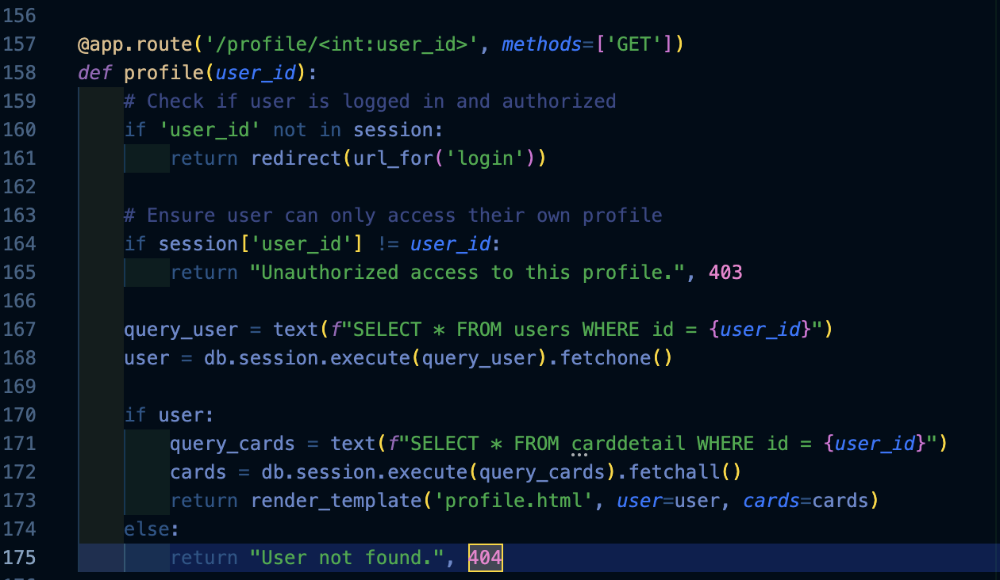 156
157 @app.route('/profile/<int:user_id>', methods=['GET'])
158 def profile(user_id):
159     # Check if user is logged in and authorized
160     if 'user_id' not in session:
161         return redirect(url_for('login'))
162
163     # Ensure user can only access their own profile
164     if session['user_id'] != user_id:
165         return "Unauthorized access to this profile.", 403
166
167     query_user = text(f"SELECT * FROM users WHERE id = {user_id}")
168     user = db.session.execute(query_user).fetchone()
169
170     if user:
171         query_cards = text(f"SELECT * FROM carddetail WHERE id = {user_id}")
172         cards = db.session.execute(query_cards).fetchall()
173         return render_template('profile.html', user=user, cards=cards)
174     else:
175         return "User not found.", 404